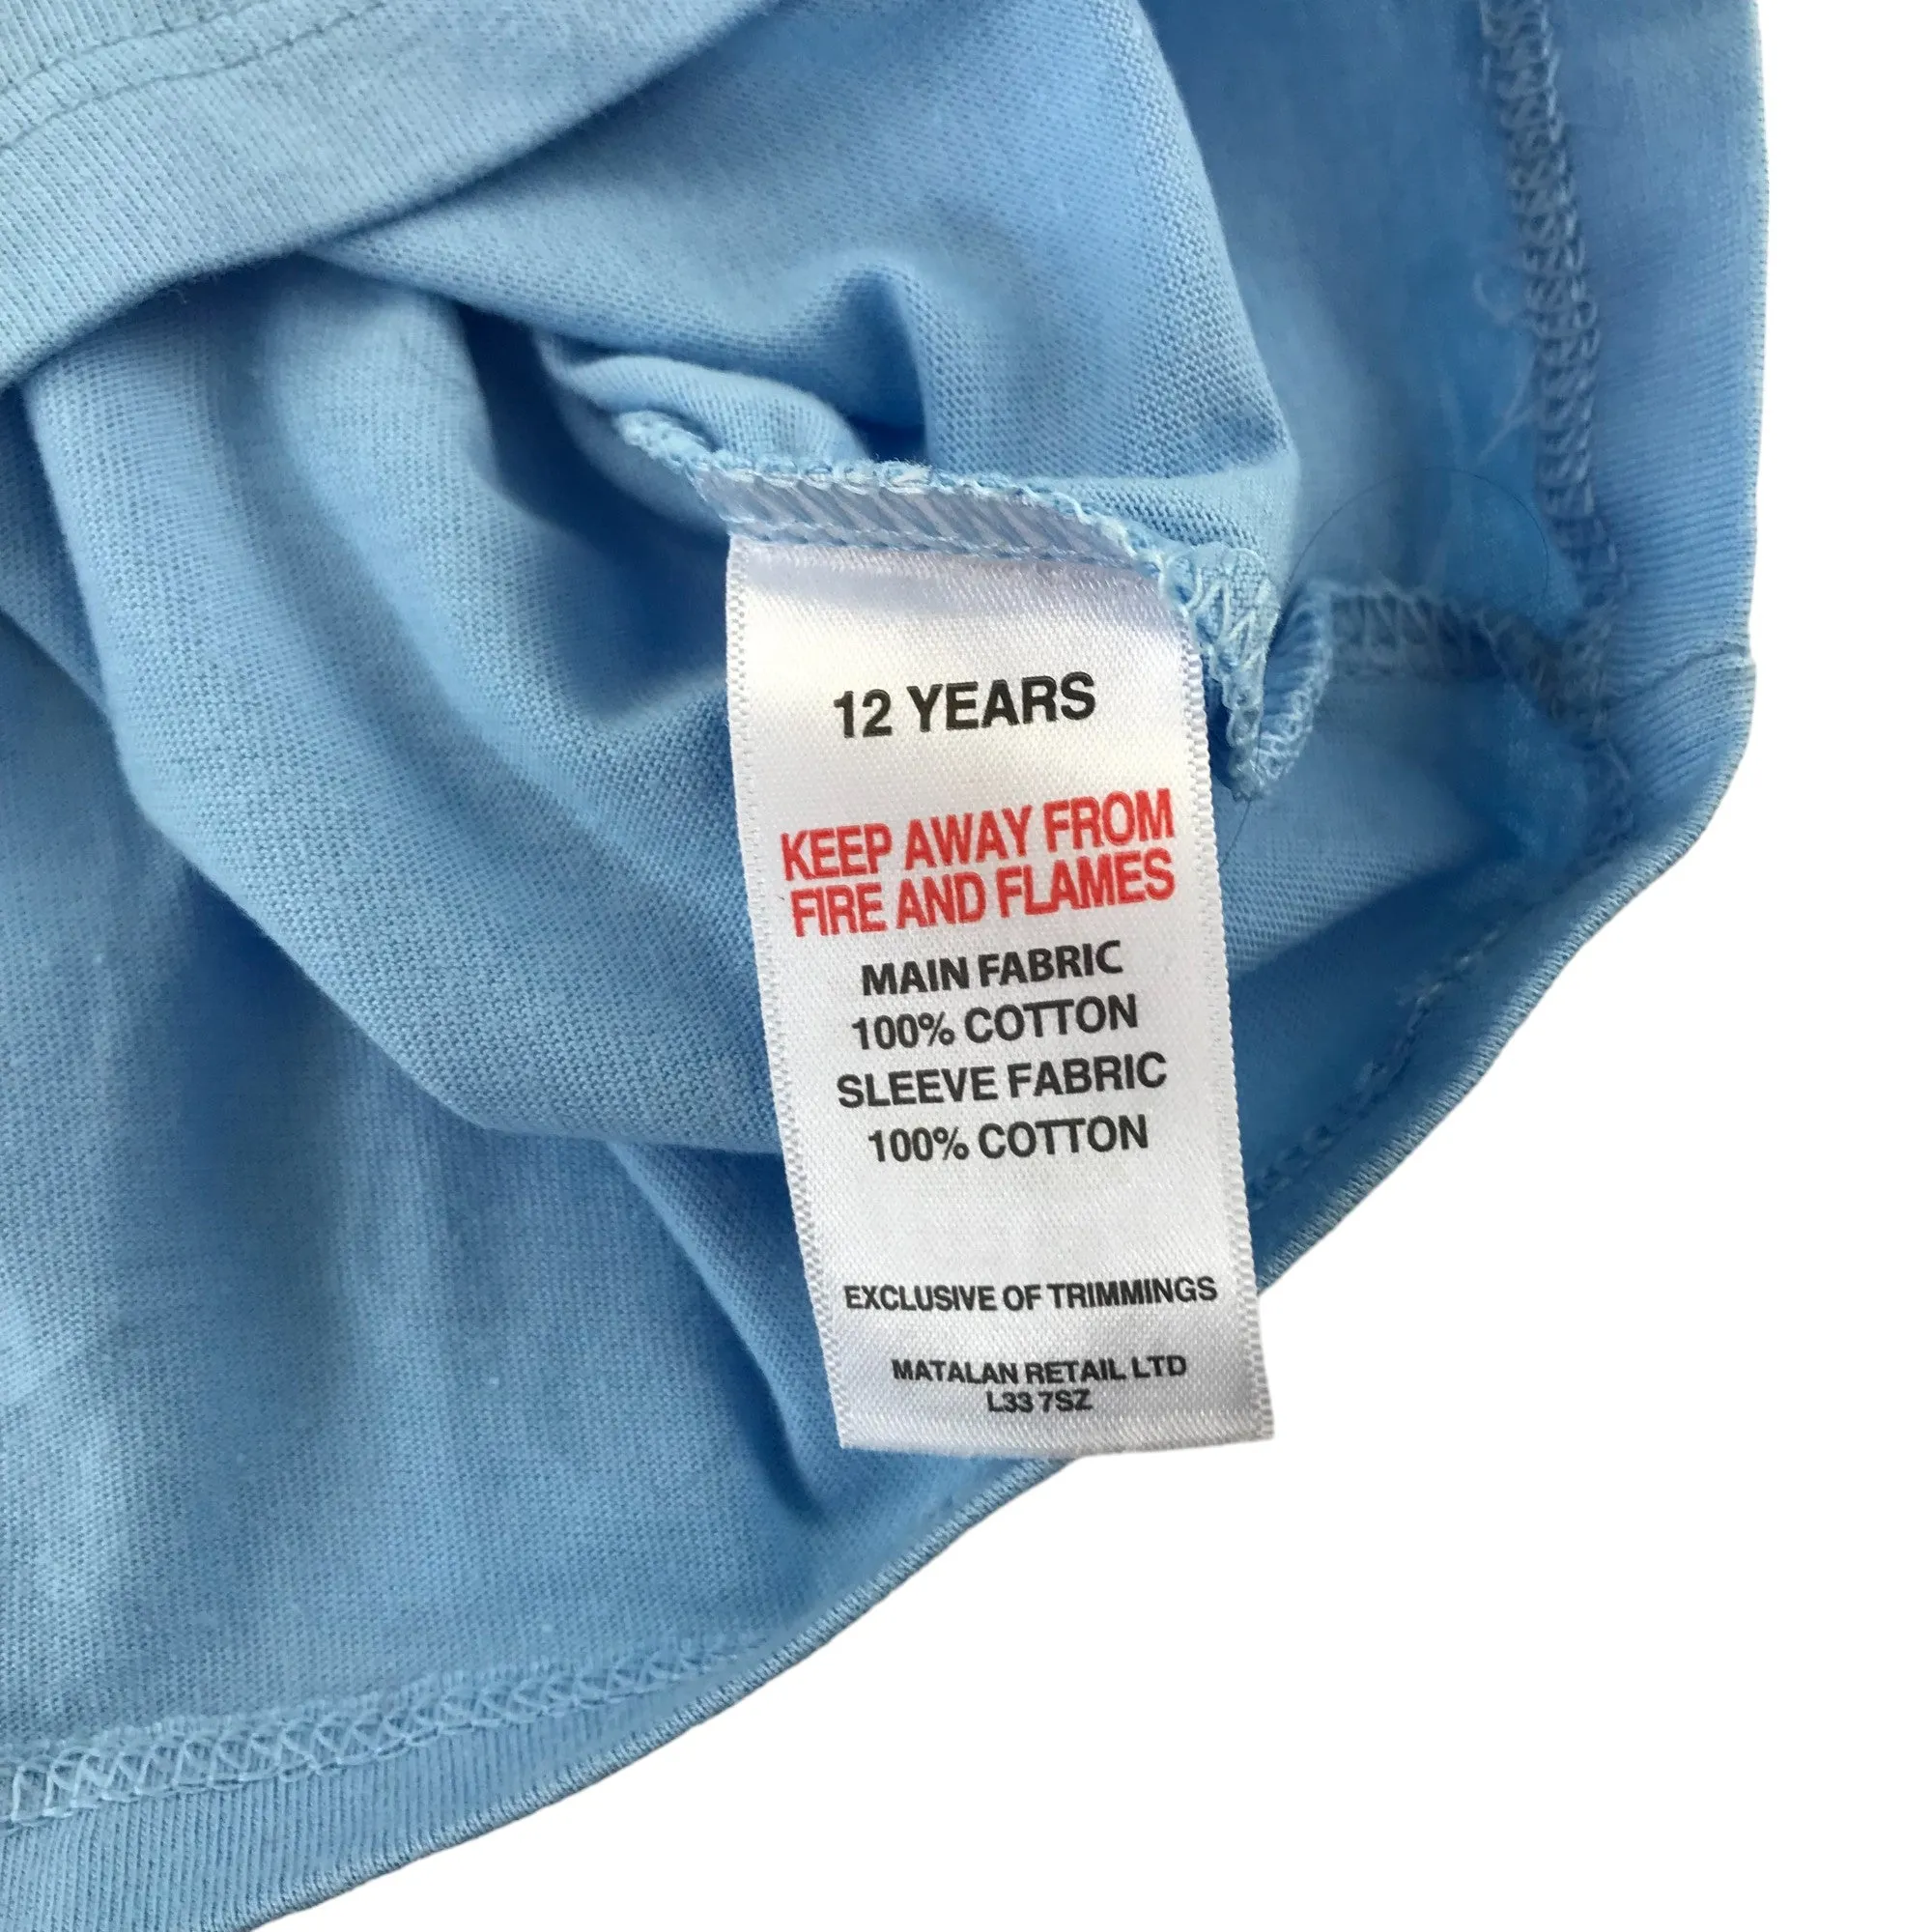 12 YEARS
KEEP AWAY FROM
FIRE AND FLAMES
MAIN FABRIC
100% COTTON
SLEEVE FABRIC
100% COTTON
EXCLUSIVE OF TRIMMINGS
MATALAN RETAIL LTD
L33 7SZ